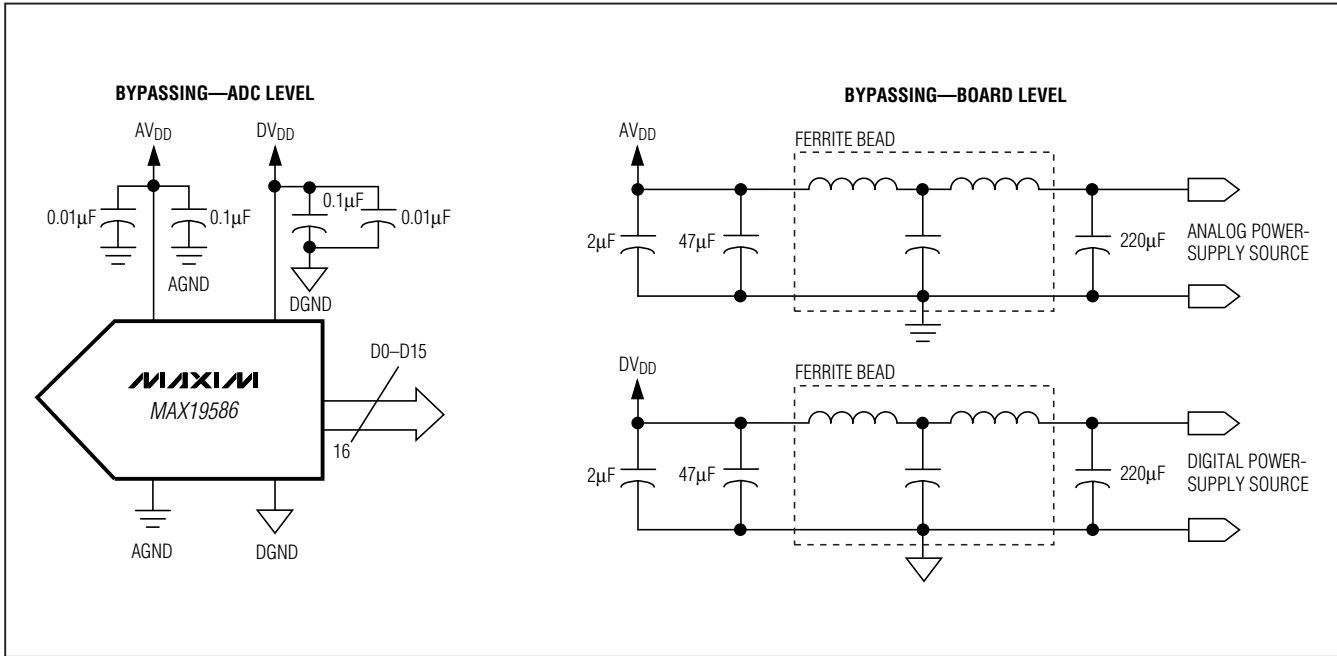 BYPASSING—ADC LEVEL
AVDD
DVDD
0.01μF
0.1μF
0.1μF
0.01μF
AGND
DGND
MAXIM
MAX19586
D0–D15
16
AGND
DGND
BYPASSING—BOARD LEVEL
AVDD
FERRITE BEAD
2μF
47μF
220μF
ANALOG POWER-
SUPPLY SOURCE
DVDD
FERRITE BEAD
2μF
47μF
220μF
DIGITAL POWER-
SUPPLY SOURCE